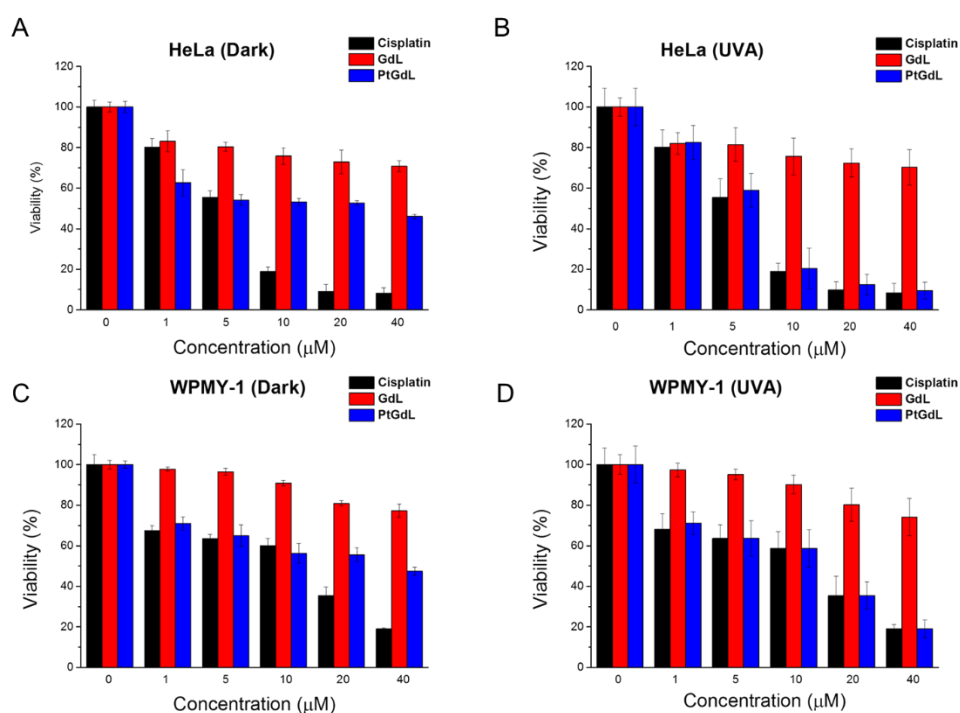 A
HeLa (Dark)
Cisplatin
GdL
PtGdL
Viability (%)
120
100
80
60
40
20
0
0 1 5 10 20 40
Concentration (μM)
B
HeLa (UVA)
Cisplatin
GdL
PtGdL
Viability (%)
120
100
80
60
40
20
0
0 1 5 10 20 40
Concentration (μM)
C
WPMY-1 (Dark)
Cisplatin
GdL
PtGdL
Viability (%)
120
100
80
60
40
20
0
0 1 5 10 20 40
Concentration (μM)
D
WPMY-1 (UVA)
Cisplatin
GdL
PtGdL
Viability (%)
120
100
80
60
40
20
0
0 1 5 10 20 40
Concentration (μM)